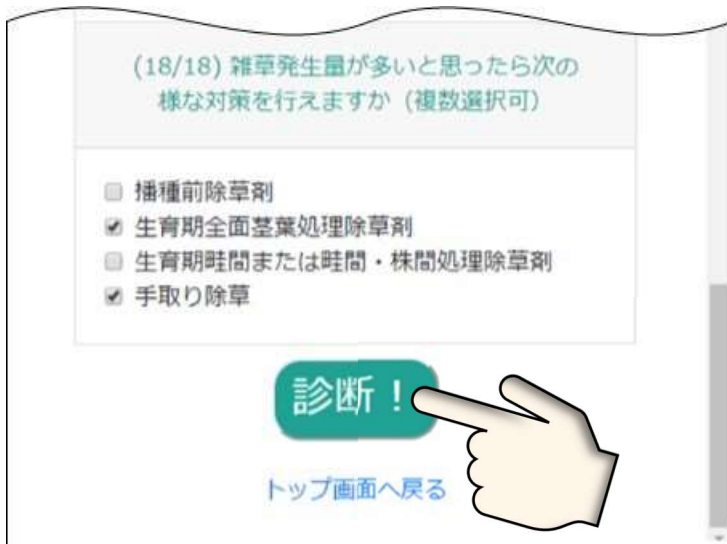 (18/18) 雑草発生量が多いと思ったら次の
様な対策を行えますか (複数選択可)
播種前除草剤
生育期全面茎葉処理除草剤
生育期畦間または畦間・株間処理除草剤
手取り除草
診断!
トップ画面へ戻る